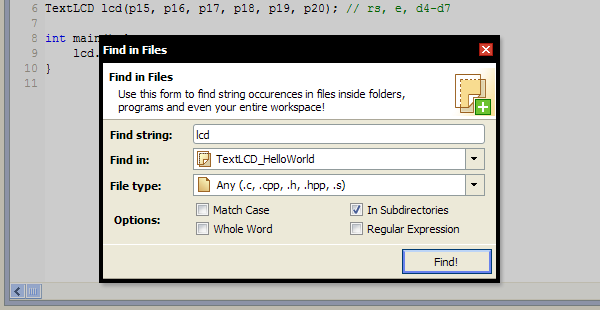 6 TextLCD lcd(p15, p16, p17, p18, p19, p20); // rs, e, d4-d7
7
8 int main
9 lcd.
10 }
11
Find in Files
Find in Files
Use this form to find string occurences in files inside folders,
programs and even your entire workspace!
Find string: lcd
Find in: TextLCD_HelloWorld
File type: Any (.c, .cpp, .h, .hpp, .s)
Options: Match Case In Subdirectories
Whole Word Regular Expression
Find!